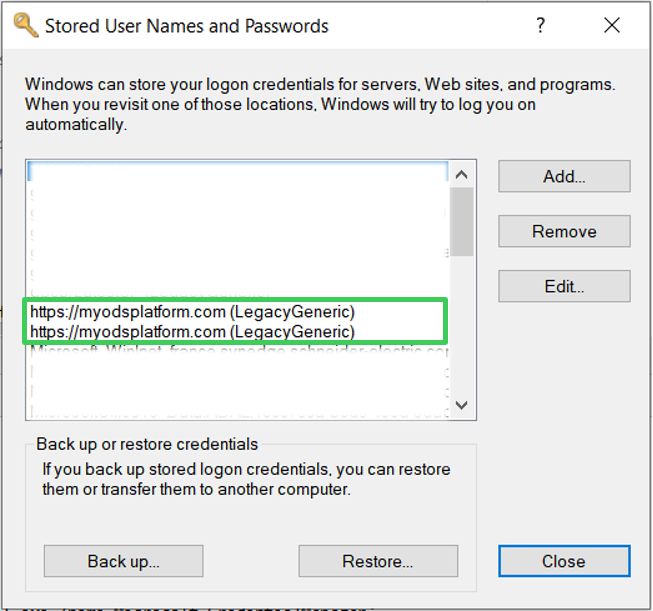 Stored User Names and Passwords
?
Windows can store your logon credentials for servers, Web sites, and programs.
When you revisit one of those locations, Windows will try to log you on
automatically.
Add...
Remove
Edit...
https://myodsplatform.com (LegacyGeneric)
https://myodsplatform.com (LegacyGeneric)
Back up or restore credentials
If you back up stored logon credentials, you can restore
them or transfer them to another computer.
Back up...
Restore...
Close